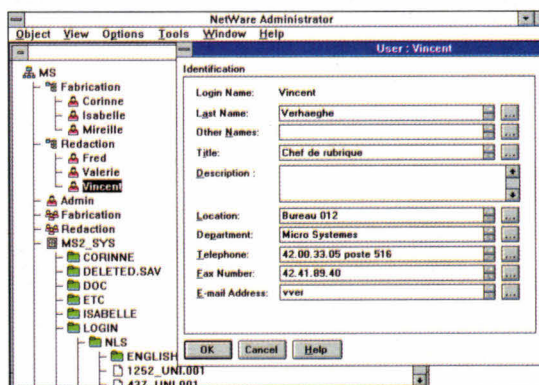 NetWare Administrator
Object View Options Tools Window Help
User : Vincent
MS
Fabrication
Corinne
Isabelle
Mireille
Redaction
Fred
Valerie
Vincent
Admin
Fabrication
Redaction
MS2_SYS
CORINNE
DELETED.SAV
DOC
ETC
ISABELLE
LOGIN
NLS
ENGLISH
1252_UNI.001
437_UNI.001
Identification
Login Name: Vincent
Last Name: Verhaeghe
Other Names:
Title: Chef de rubrique
Description :
Location: Bureau 012
Department: Micro Systemes
Telephone: 42.00.33.05 poste 516
Fax Number: 42.41.89.40
E-mail Address: vver
OK Cancel Help